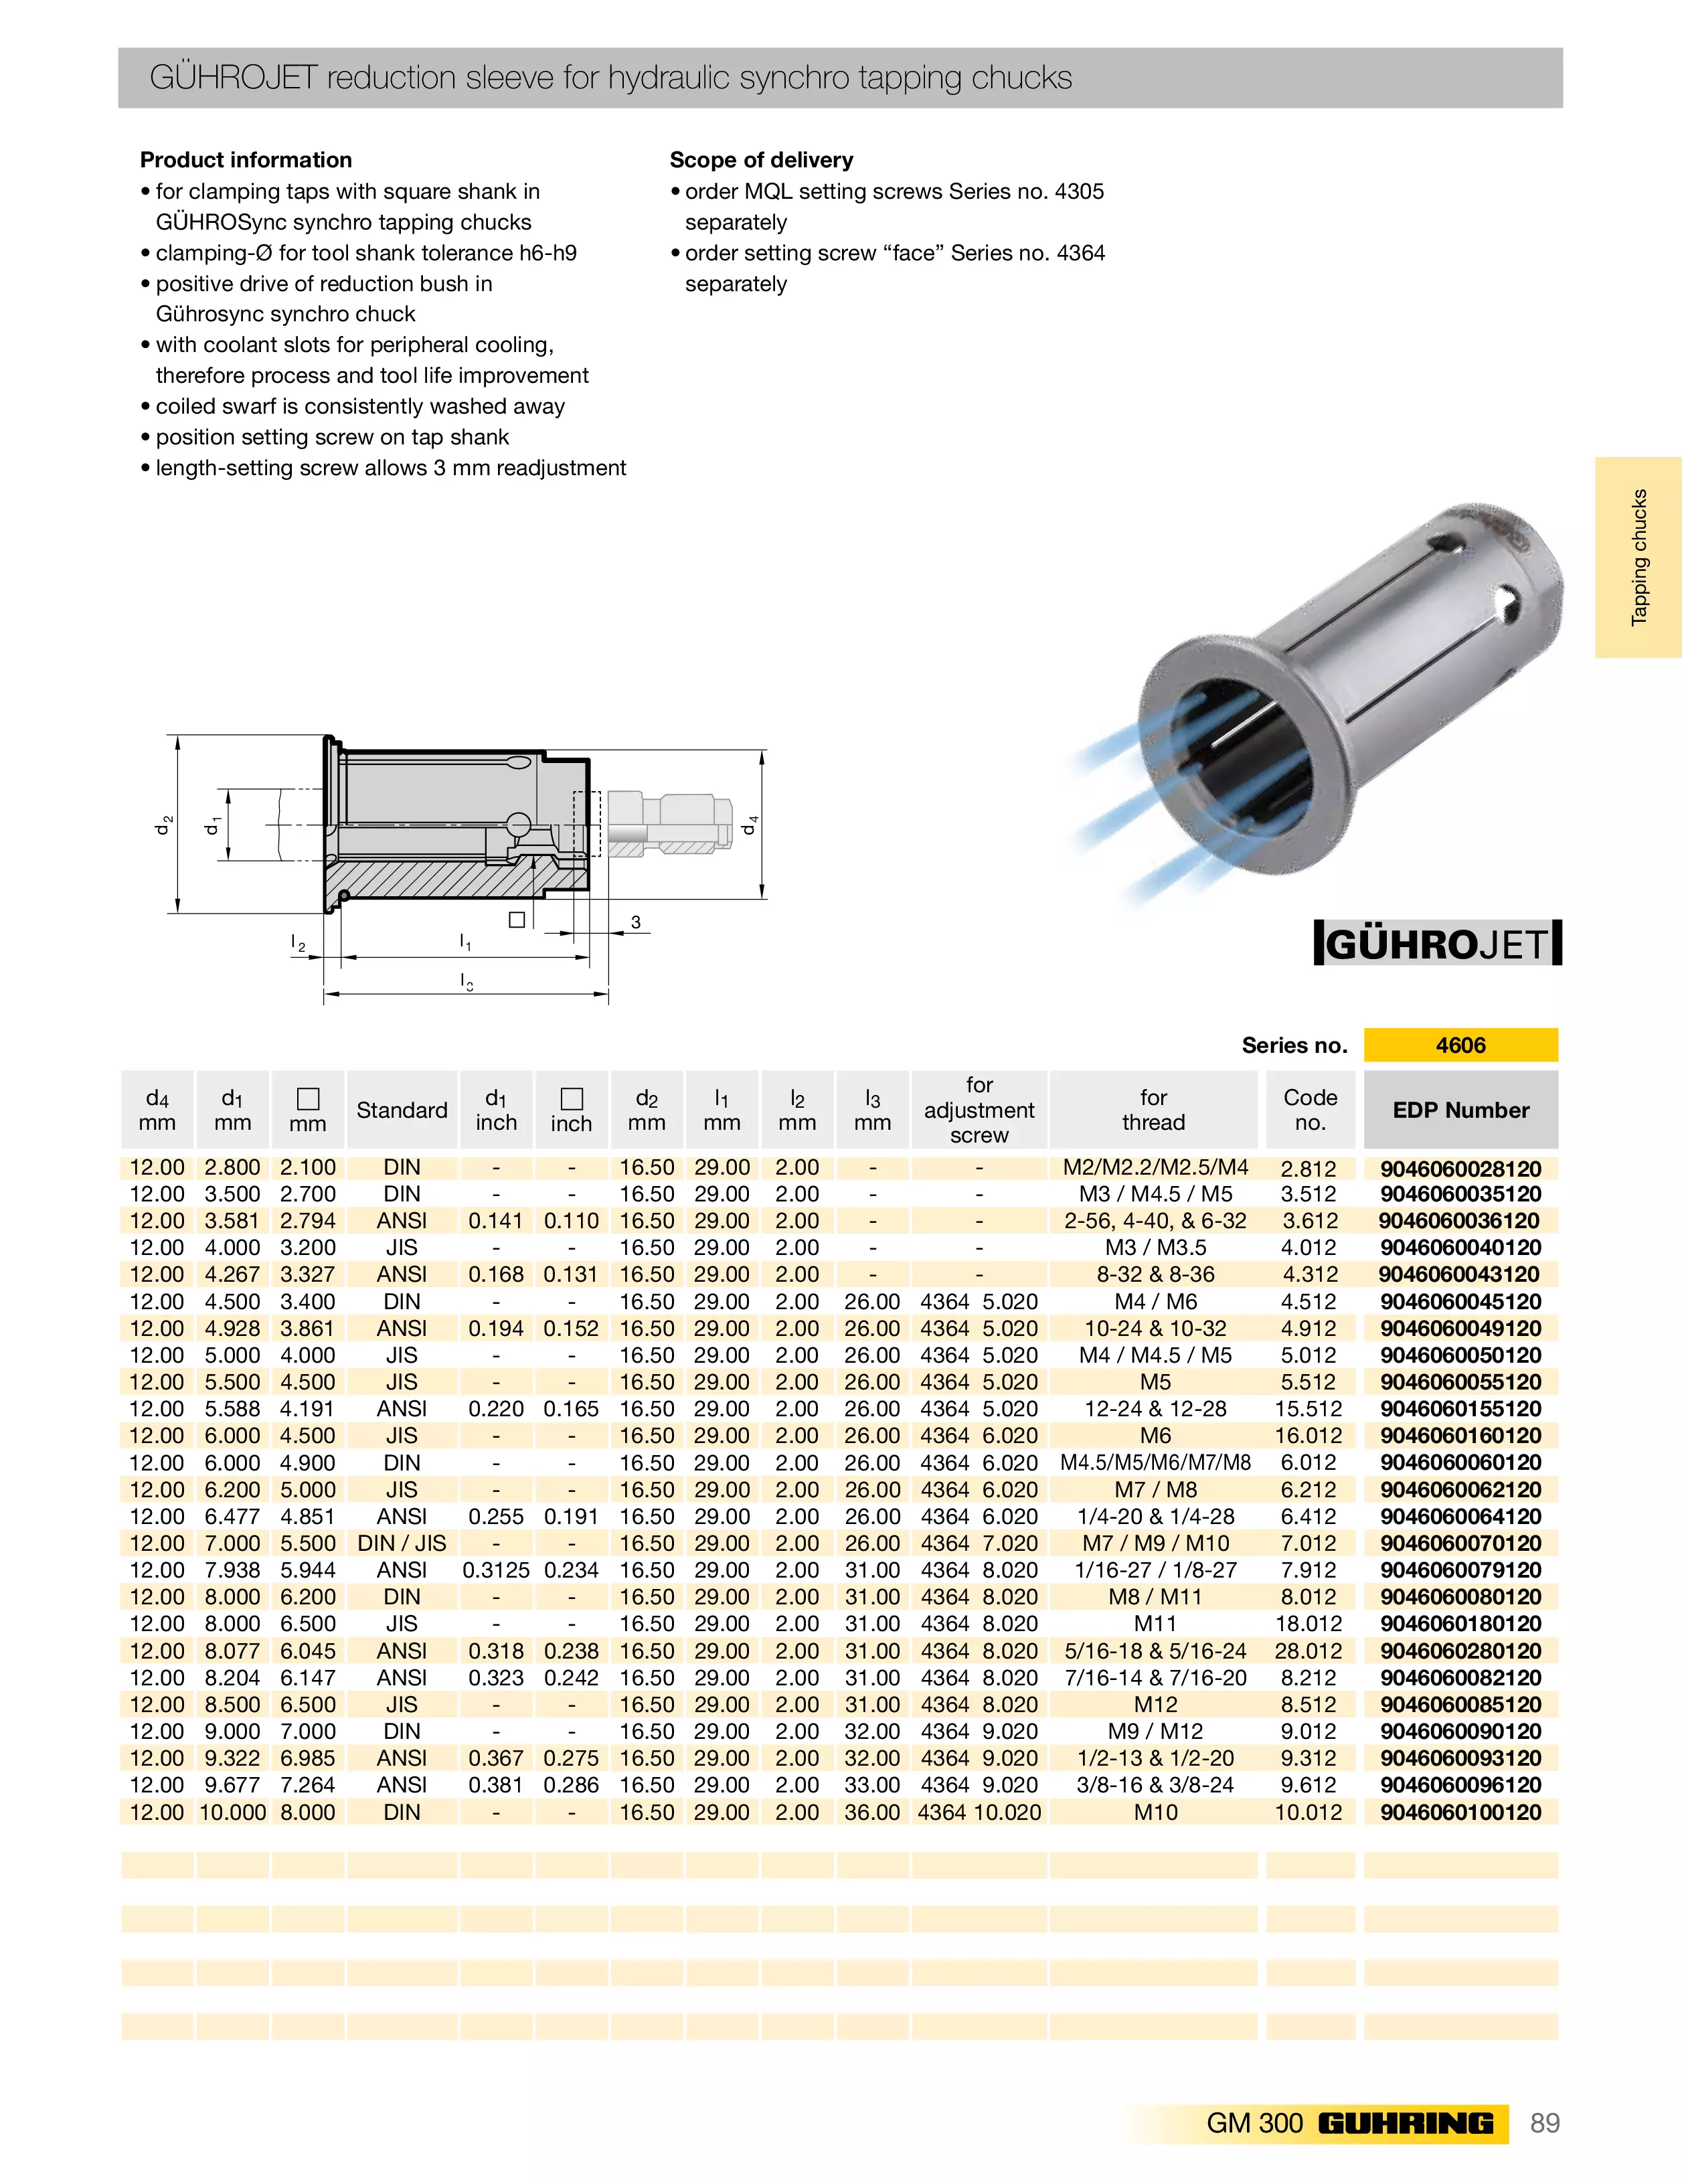 GÜHROJET reduction sleeve for hydraulic synchro tapping chucks
Product information
• for clamping taps with square shank in
GÜHROSync synchro tapping chucks
• clamping-Ø for tool shank tolerance h6-h9
• positive drive of reduction bush in
Gührosync synchro chuck
• with coolant slots for peripheral cooling,
therefore process and tool life improvement
• coiled swarf is consistently washed away
• position setting screw on tap shank
• length-setting screw allows 3 mm readjustment
Scope of delivery
• order MQL setting screws Series no. 4305
separately
• order setting screw “face” Series no. 4364
separately
Tapping chucks
d2
d1
d4
3
l2
l1
GÜHROJET
Series no. 4606
d4 mm d1 mm □ mm Standard d1 inch □ inch d2 mm l1 mm l2 mm l3 mm for adjustment screw for thread Code no. EDP Number
12.00 2.800 2.100 DIN - - 16.50 29.00 2.00 - - M2/M2.2/M2.5/M4 2.812 9046060028120
12.00 3.500 2.700 DIN - - 16.50 29.00 2.00 - - M3 / M4.5 / M5 3.512 9046060035120
12.00 3.581 2.794 ANSI 0.141 0.110 16.50 29.00 2.00 - - 2-56, 4-40, & 6-32 3.612 9046060036120
12.00 4.000 3.200 JIS - - 16.50 29.00 2.00 - - M3 / M3.5 4.012 9046060040120
12.00 4.267 3.327 ANSI 0.168 0.131 16.50 29.00 2.00 - - 8-32 & 8-36 4.312 9046060043120
12.00 4.500 3.400 DIN - - 16.50 29.00 2.00 26.00 4364 5.020 M4 / M6 4.512 9046060045120
12.00 4.928 3.861 ANSI 0.194 0.152 16.50 29.00 2.00 26.00 4364 5.020 10-24 & 10-32 4.912 9046060049120
12.00 5.000 4.000 JIS - - 16.50 29.00 2.00 26.00 4364 5.020 M4 / M4.5 / M5 5.012 9046060050120
12.00 5.500 4.500 JIS - - 16.50 29.00 2.00 26.00 4364 5.020 M5 5.512 9046060055120
12.00 5.588 4.191 ANSI 0.220 0.165 16.50 29.00 2.00 26.00 4364 5.020 12-24 & 12-28 15.512 9046060155120
12.00 6.000 4.500 JIS - - 16.50 29.00 2.00 26.00 4364 6.020 M6 16.012 9046060160120
12.00 6.000 4.900 DIN - - 16.50 29.00 2.00 26.00 4364 6.020 M4.5/M5/M6/M7/M8 6.012 9046060060120
12.00 6.200 5.000 JIS - - 16.50 29.00 2.00 26.00 4364 6.020 M7 / M8 6.212 9046060062120
12.00 6.477 4.851 ANSI 0.255 0.191 16.50 29.00 2.00 26.00 4364 6.020 1/4-20 & 1/4-28 6.412 9046060064120
12.00 7.000 5.500 DIN / JIS - - 16.50 29.00 2.00 26.00 4364 7.020 M7 / M9 / M10 7.012 9046060070120
12.00 7.938 5.944 ANSI 0.3125 0.234 16.50 29.00 2.00 31.00 4364 8.020 1/16-27 / 1/8-27 7.912 9046060079120
12.00 8.000 6.200 DIN - - 16.50 29.00 2.00 31.00 4364 8.020 M8 / M11 8.012 9046060080120
12.00 8.000 6.500 JIS - - 16.50 29.00 2.00 31.00 4364 8.020 M11 18.012 9046060180120
12.00 8.077 6.045 ANSI 0.318 0.238 16.50 29.00 2.00 31.00 4364 8.020 5/16-18 & 5/16-24 28.012 9046060280120
12.00 8.204 6.147 ANSI 0.323 0.242 16.50 29.00 2.00 31.00 4364 8.020 7/16-14 & 7/16-20 8.212 9046060082120
12.00 8.500 6.500 JIS - - 16.50 29.00 2.00 31.00 4364 8.020 M12 8.512 9046060085120
12.00 9.000 7.000 DIN - - 16.50 29.00 2.00 32.00 4364 9.020 M9 / M12 9.012 9046060090120
12.00 9.322 6.985 ANSI 0.367 0.275 16.50 29.00 2.00 32.00 4364 9.020 1/2-13 & 1/2-20 9.312 9046060093120
12.00 9.677 7.264 ANSI 0.381 0.286 16.50 29.00 2.00 33.00 4364 9.020 3/8-16 & 3/8-24 9.612 9046060096120
12.00 10.000 8.000 DIN - - 16.50 29.00 2.00 36.00 4364 10.020 M10 10.012 9046060100120
GM 300 GUHRING 89